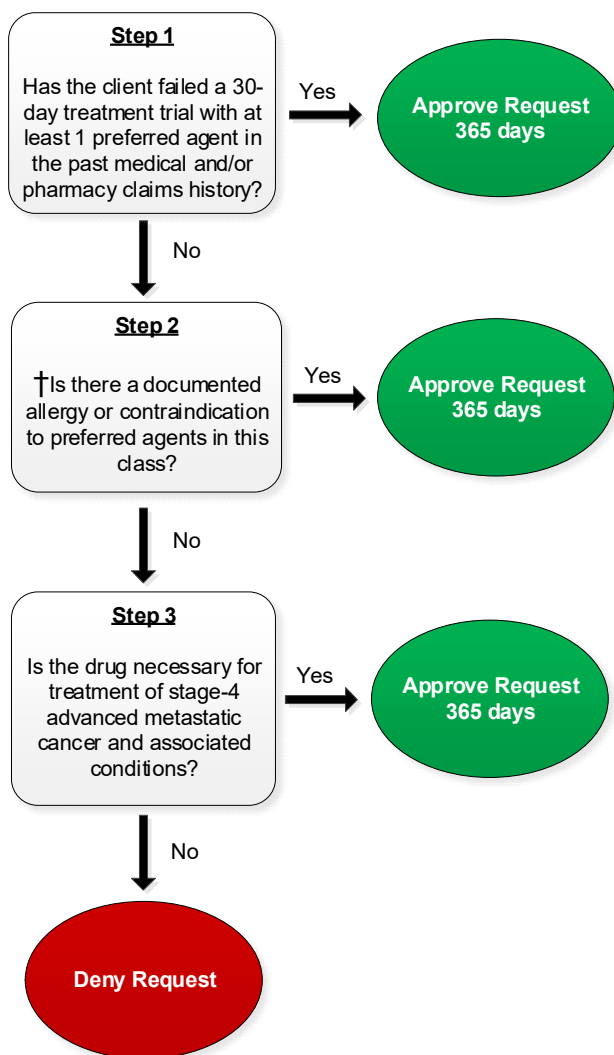 Step 1
Has the client failed a 30-
day treatment trial with at
least 1 preferred agent in
the past medical and/or
pharmacy claims history?
Yes
Approve Request
365 days
No
Step 2
†Is there a documented
allergy or contraindication
to preferred agents in this
class?
Yes
Approve Request
365 days
No
Step 3
Is the drug necessary for
treatment of stage-4
advanced metastatic
cancer and associated
conditions?
Yes
Approve Request
365 days
No
Deny Request